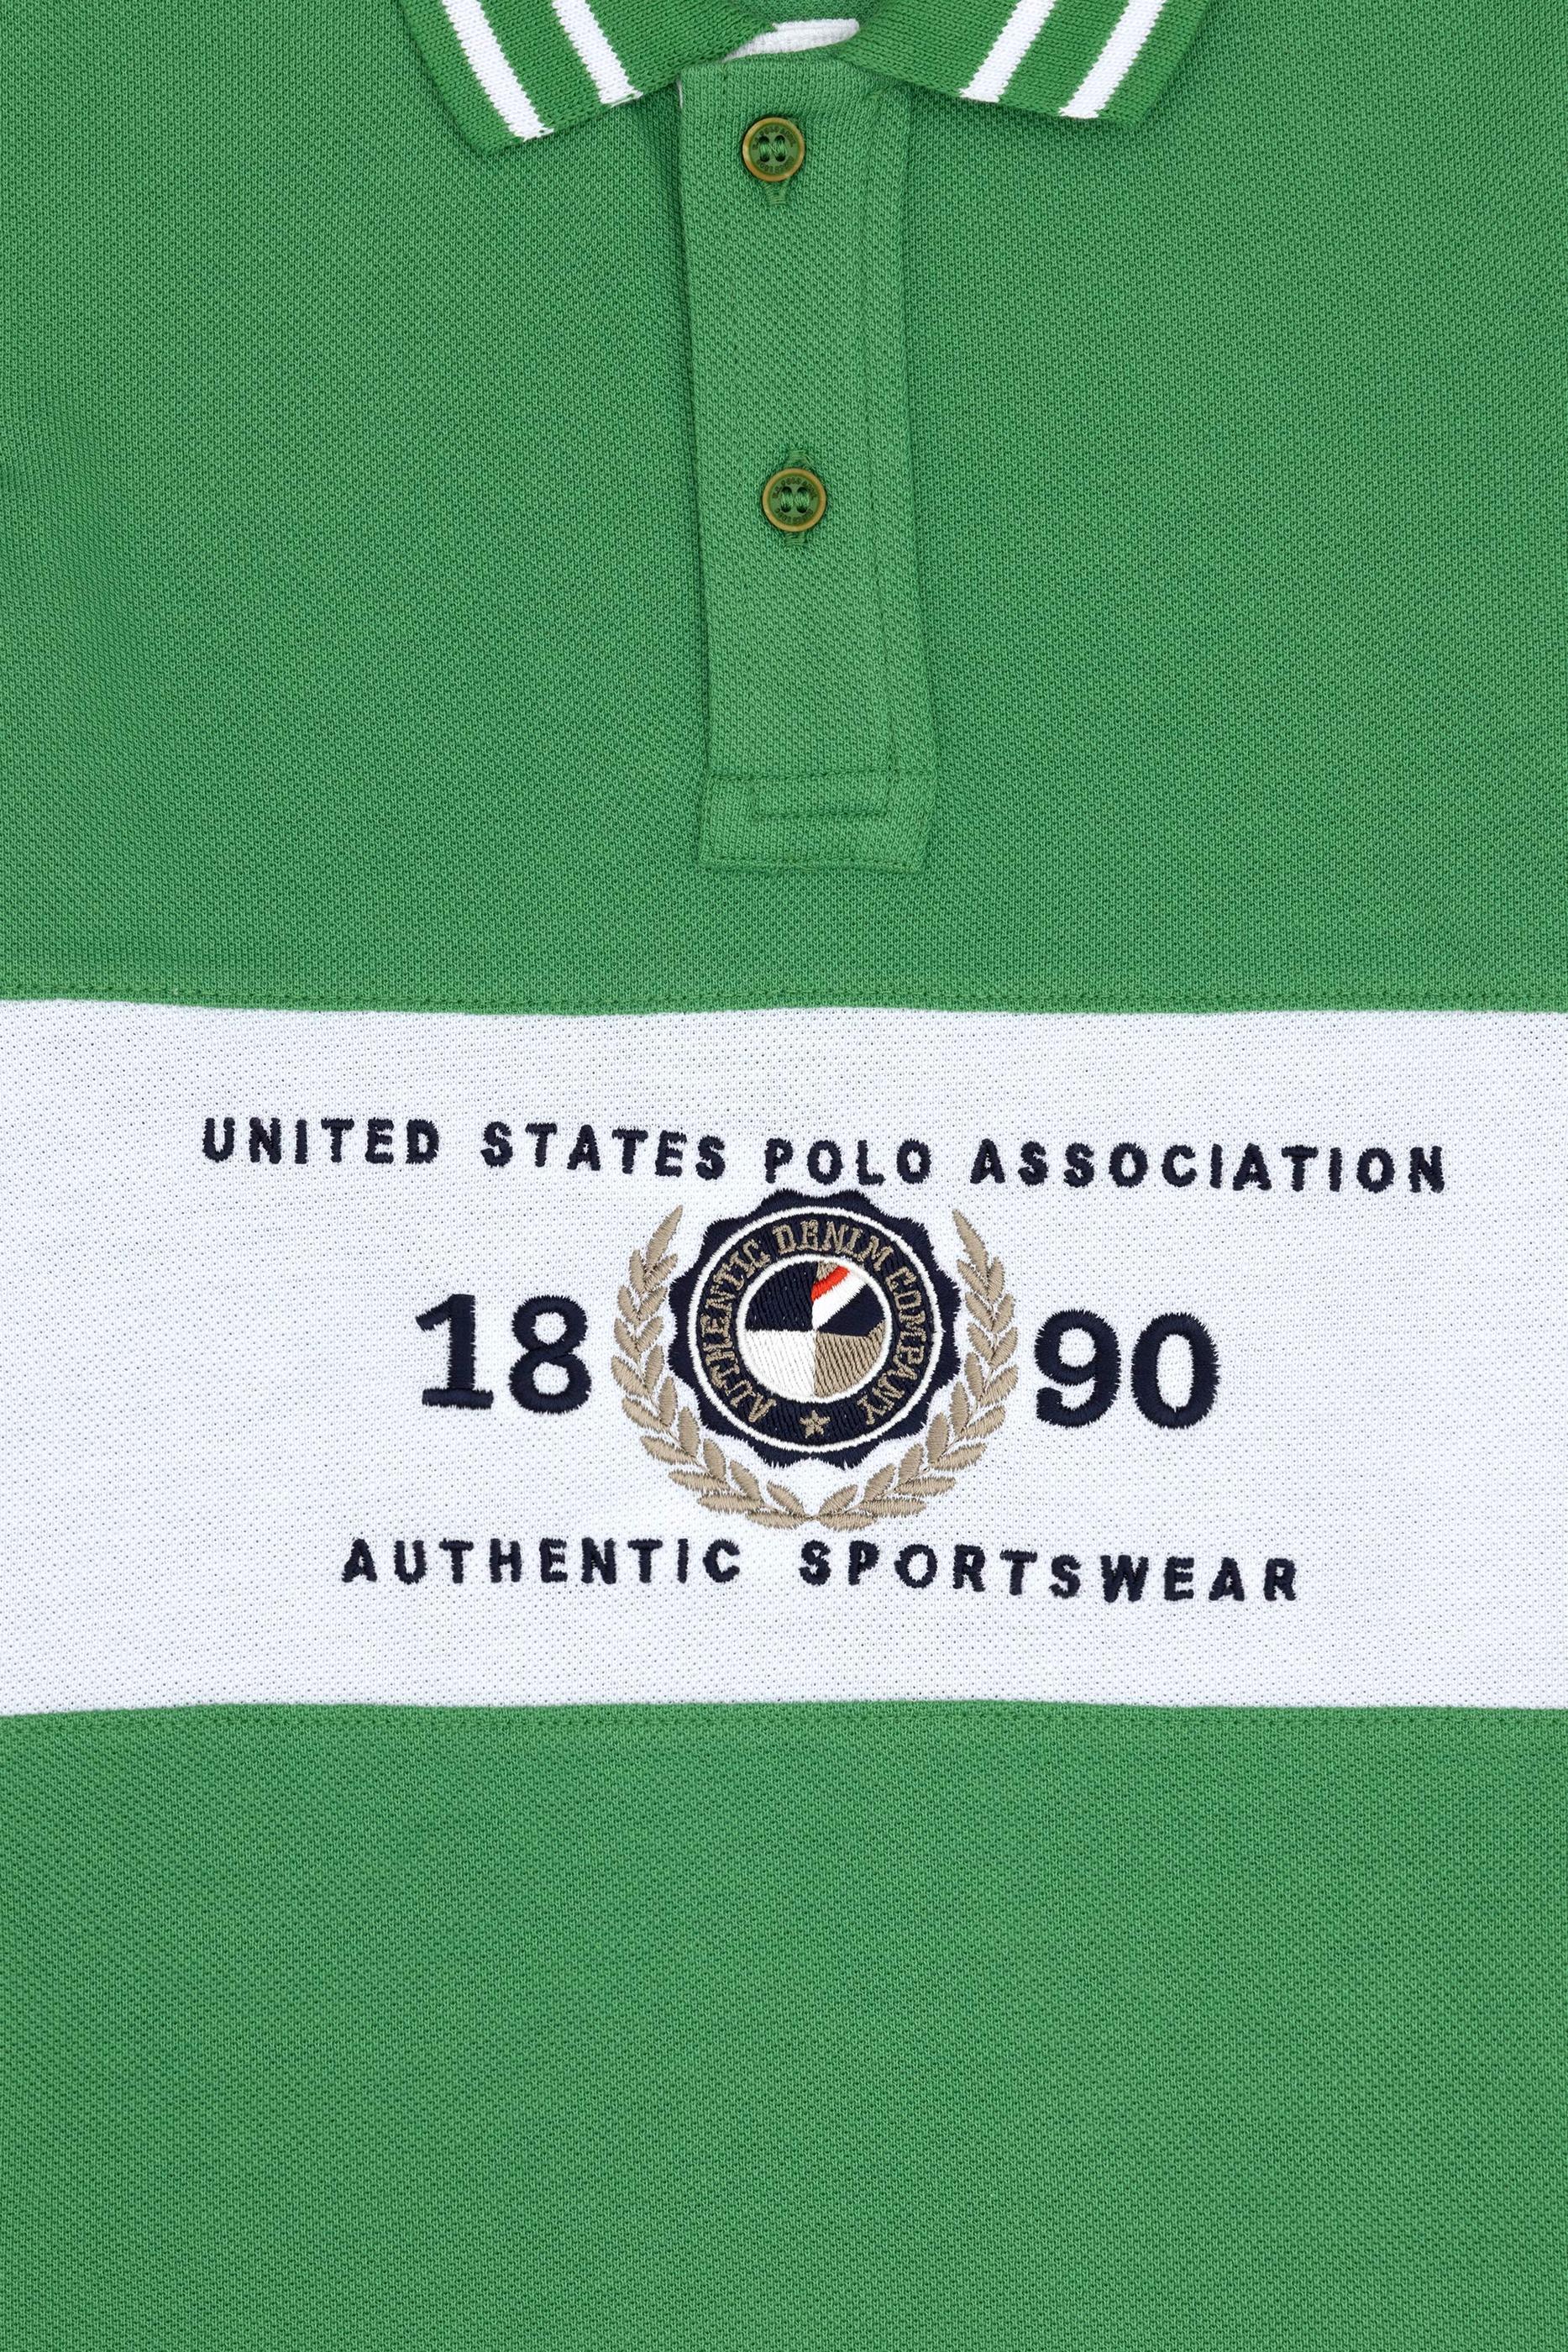 UNITED STATES POLO ASSOCIATION
AUTHENTIC DENIM COMPANY
18 90
AUTHENTIC SPORTSWEAR